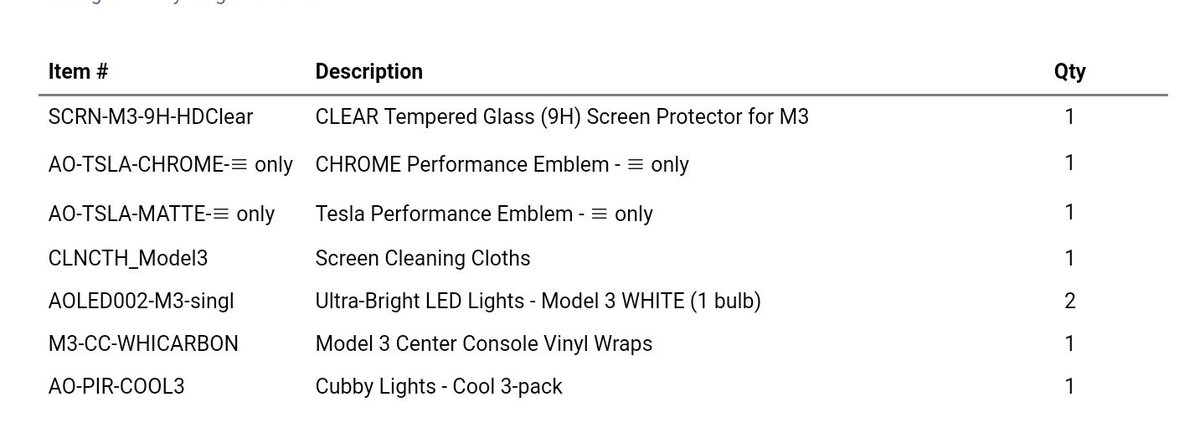 Item # Description Qty
SCRN-M3-9H-HDClear CLEAR Tempered Glass (9H) Screen Protector for M3 1
AO-TSLA-CHROME-≡ only CHROME Performance Emblem - ≡ only 1
AO-TSLA-MATTE-≡ only Tesla Performance Emblem - ≡ only 1
CLNCTH_Model3 Screen Cleaning Cloths 1
AOLED002-M3-singl Ultra-Bright LED Lights - Model 3 WHITE (1 bulb) 2
M3-CC-WHICARBON Model 3 Center Console Vinyl Wraps 1
AO-PIR-COOL3 Cubby Lights - Cool 3-pack 1